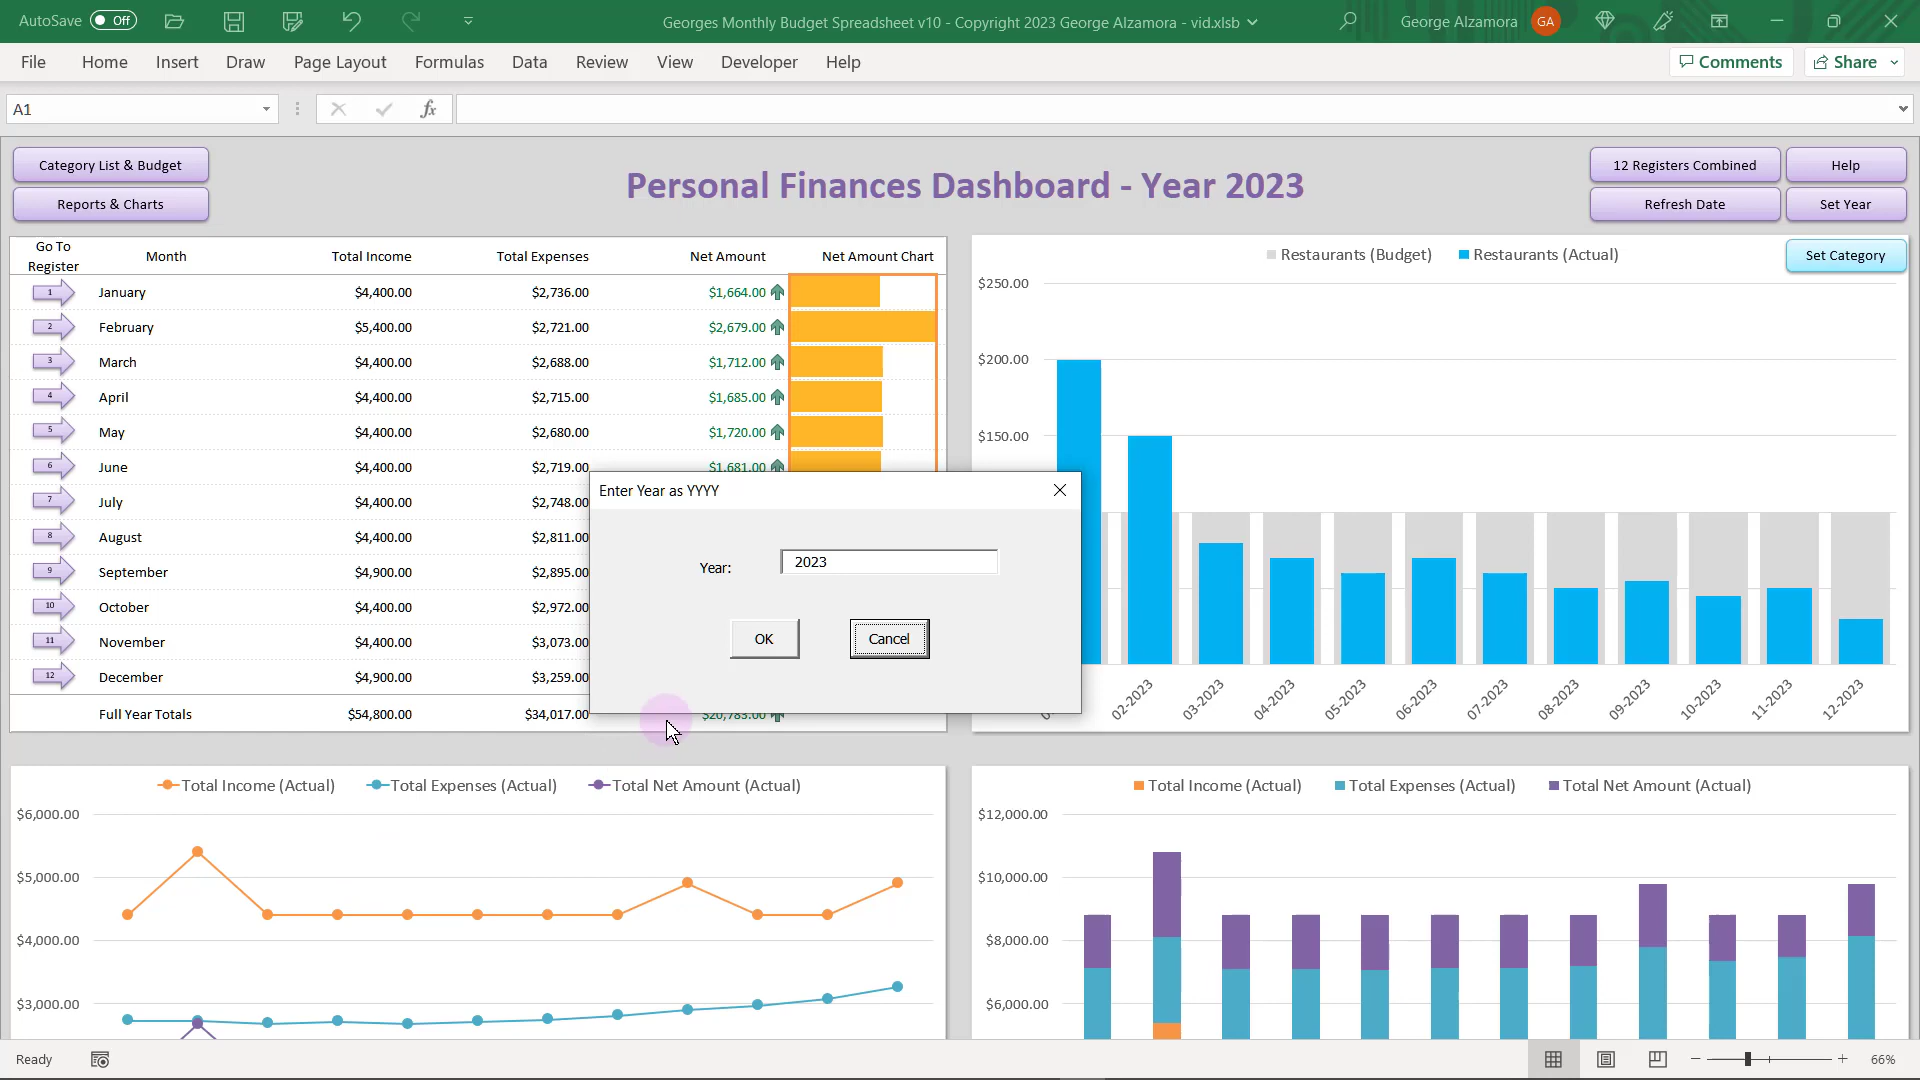 AutoSave Off
Georges Monthly Budget Spreadsheet v10 - Copyright 2023 George Alzamora - vid.xlsb
George Alzamora GA
File Home Insert Draw Page Layout Formulas Data Review View Developer Help
Comments Share
A1 fx
Category List & Budget
Reports & Charts
Personal Finances Dashboard - Year 2023
12 Registers Combined Help
Refresh Date Set Year
Go To Register Month Total Income Total Expenses Net Amount Net Amount Chart
1 January $4,400.00 $2,736.00 $1,664.00
2 February $5,400.00 $2,721.00 $2,679.00
3 March $4,400.00 $2,688.00 $1,712.00
4 April $4,400.00 $2,715.00 $1,685.00
5 May $4,400.00 $2,680.00 $1,720.00
6 June $4,400.00 $2,719.00 $1,681.00
7 July $4,400.00 $2,748.00
8 August $4,400.00 $2,811.00
9 September $4,900.00 $2,895.00
10 October $4,400.00 $2,972.00
11 November $4,400.00 $3,073.00
12 December $4,900.00 $3,259.00
Full Year Totals $54,800.00 $34,017.00 $20,783.00
Enter Year as YYYY
Year: 2023
OK Cancel
Restaurants (Budget) Restaurants (Actual)
Set Category
$250.00
$200.00
$150.00
02-2023 03-2023 04-2023 05-2023 06-2023 07-2023 08-2023 09-2023 10-2023 11-2023 12-2023
Total Income (Actual) Total Expenses (Actual) Total Net Amount (Actual)
$6,000.00
$5,000.00
$4,000.00
$3,000.00
Total Income (Actual) Total Expenses (Actual) Total Net Amount (Actual)
$12,000.00
$10,000.00
$8,000.00
$6,000.00
Ready
66%